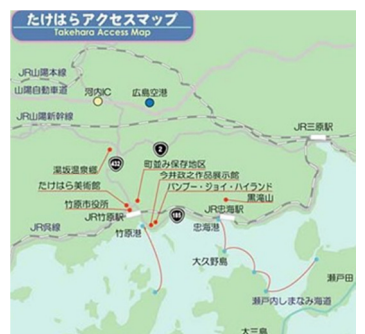 たけはらアクセスマップ
Takehara Access Map
JR山陽本線
山陽自動車道
河内IC
広島空港
JR山陽新幹線
JR三原駅
2
432
湯坂温泉郷
町並み保存地区
今井政之作品展示館
たけはら美術館
バンブー・ジョイ・ハイランド
黒滝山
竹原市役所
JR竹原駅
185
JR忠海駅
JR呉線
竹原港
忠海港
大久野島
瀬戸田
瀬戸内しまなみ海道
大三島